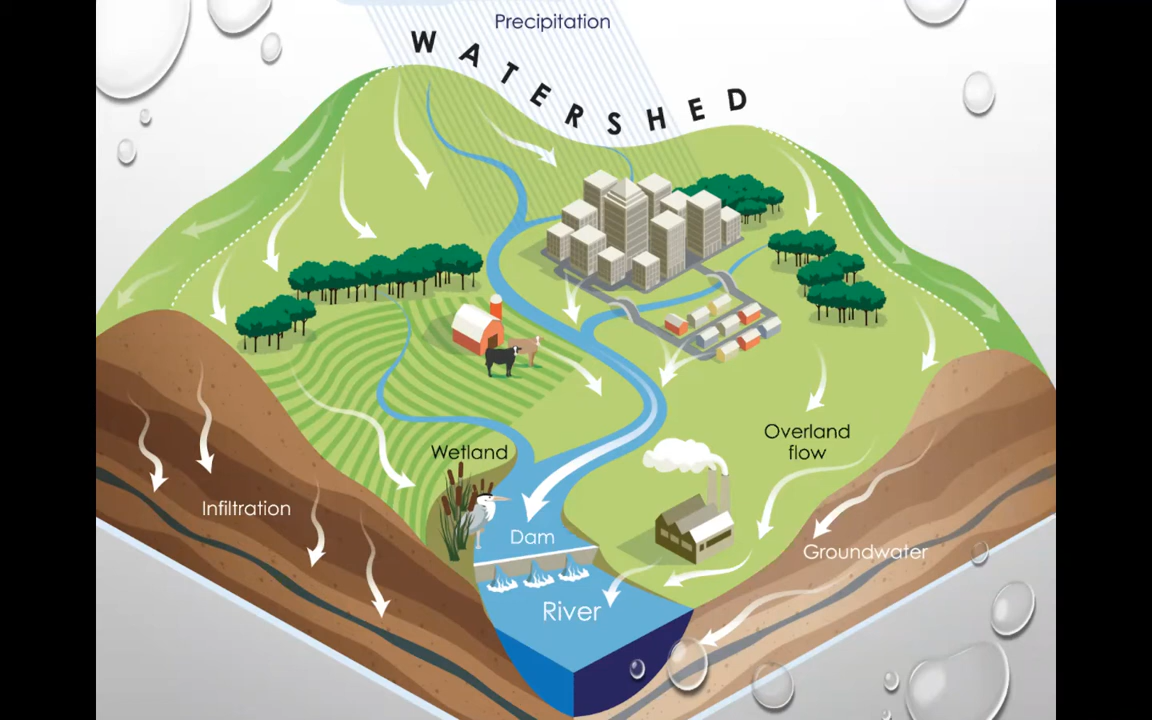 Precipitation
WATERSHED
Overland
flow
Wetland
Infiltration
Dam
Groundwater
River